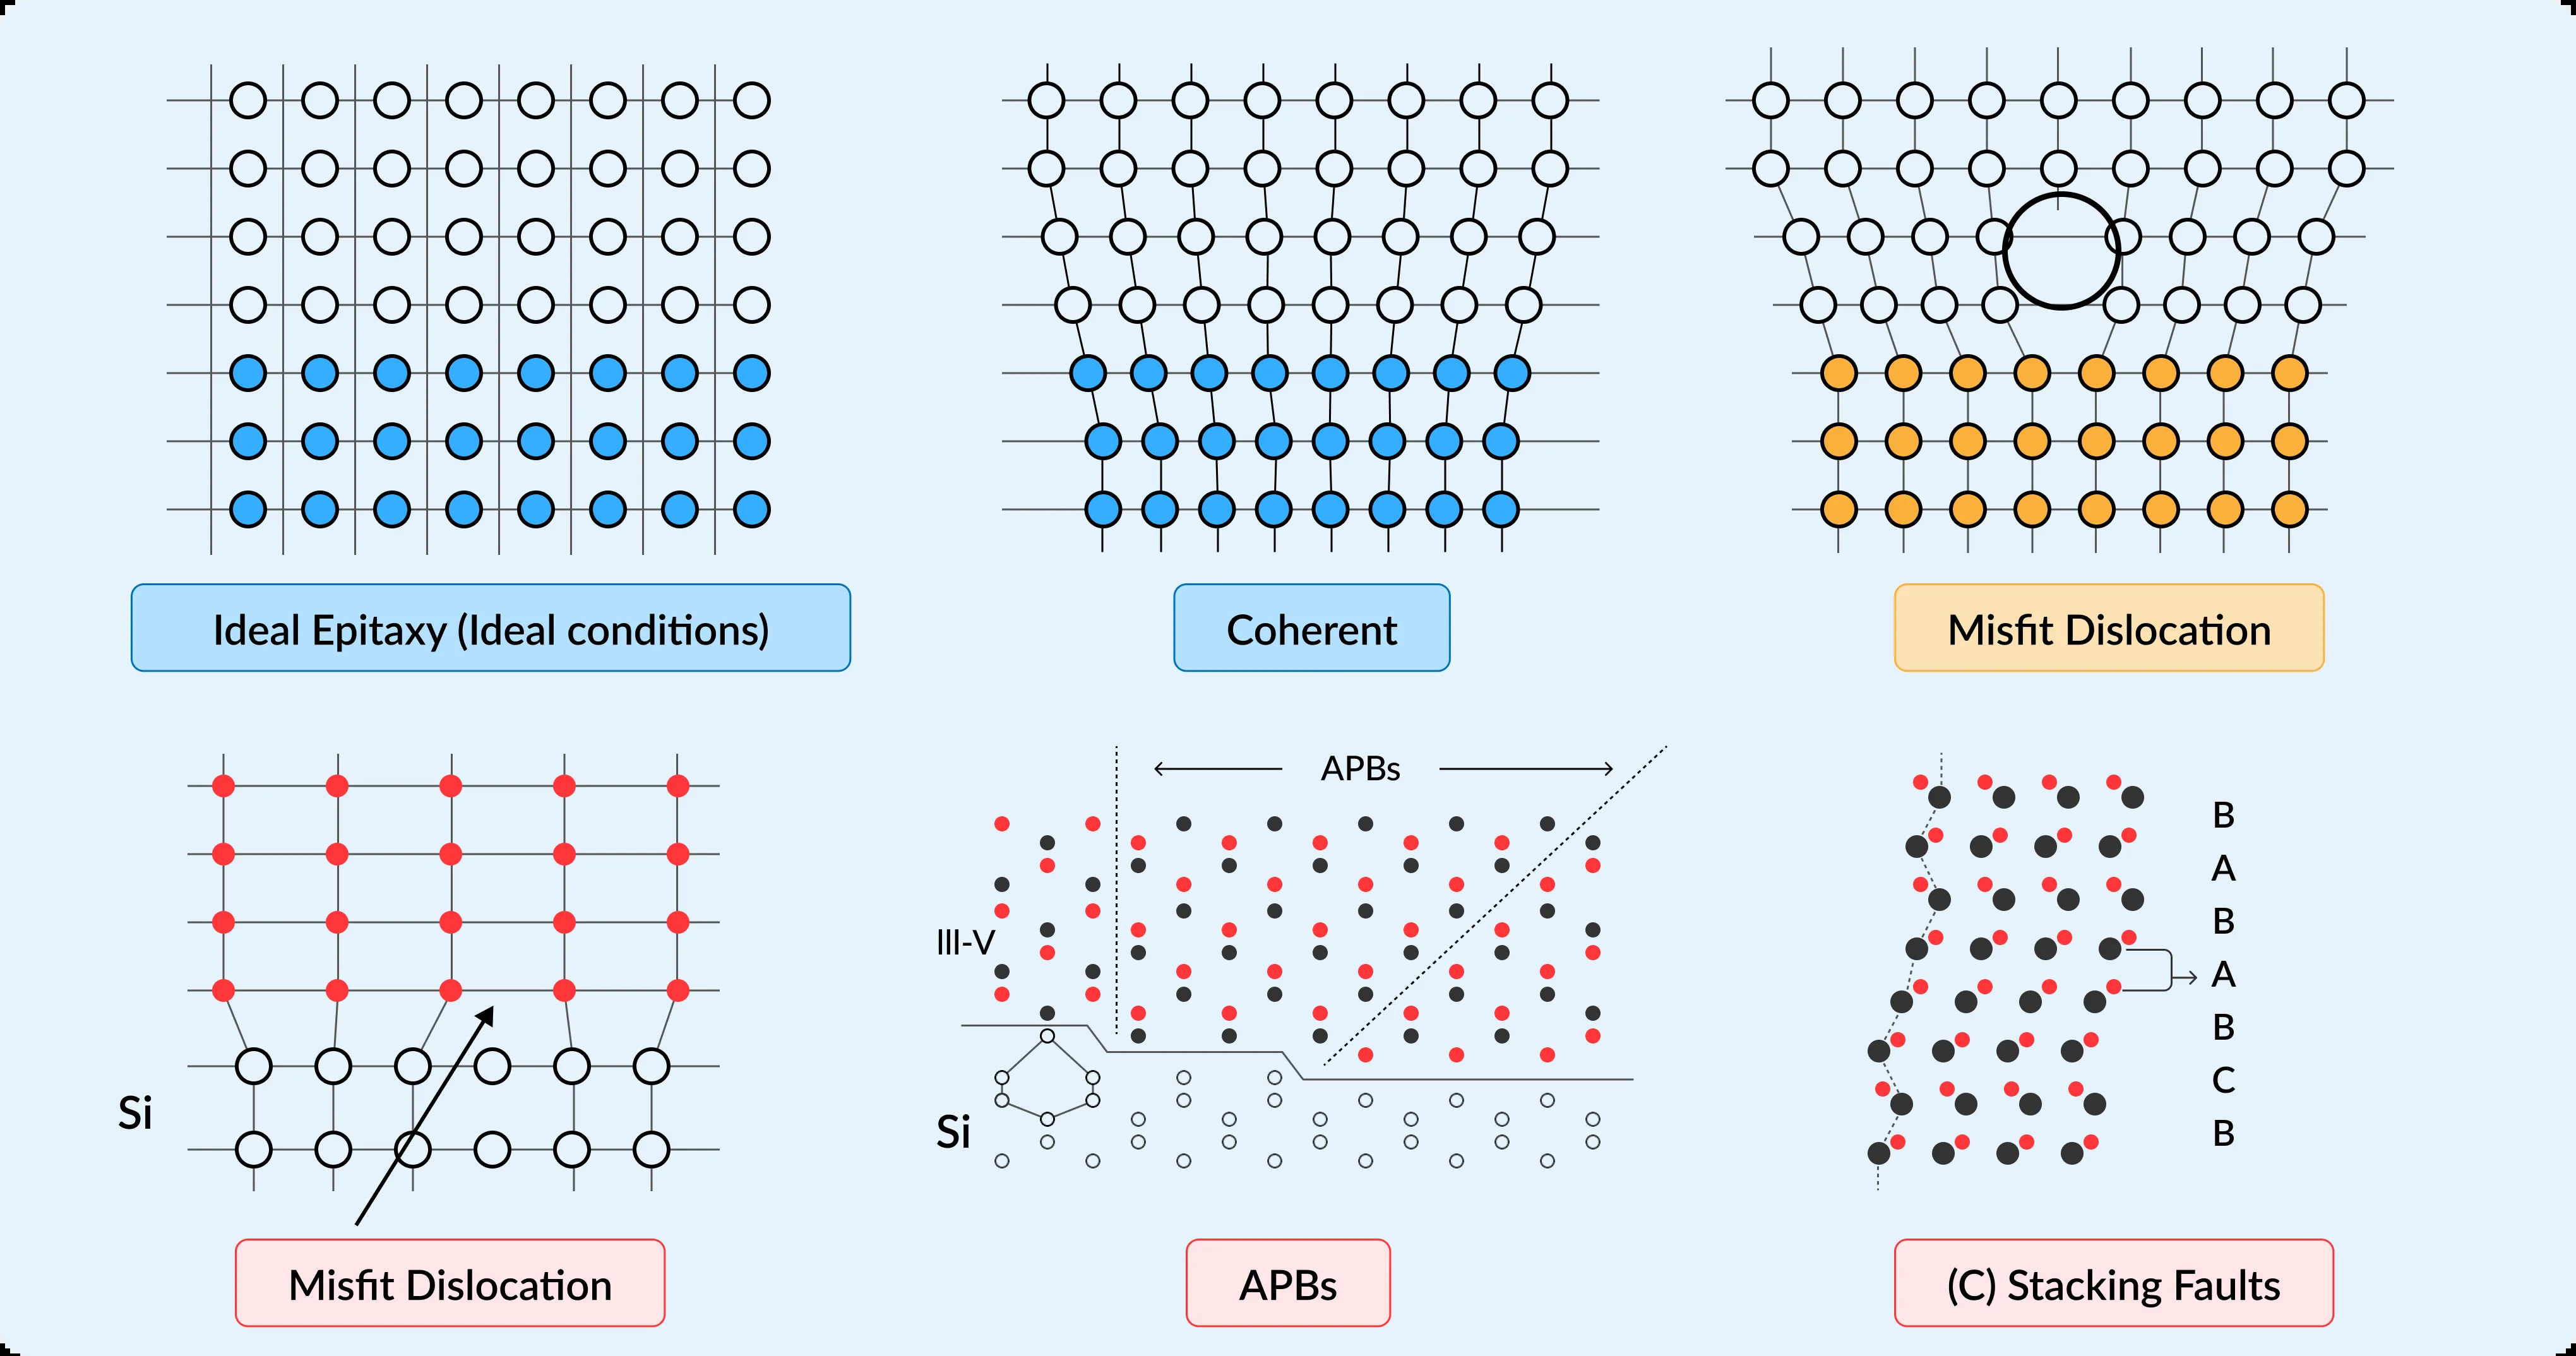 Ideal Epitaxy (Ideal conditions)
Coherent
Misfit Dislocation
Si
Misfit Dislocation
APBs
III-V
Si
APBs
B
A
B
A
B
C
B
(C) Stacking Faults